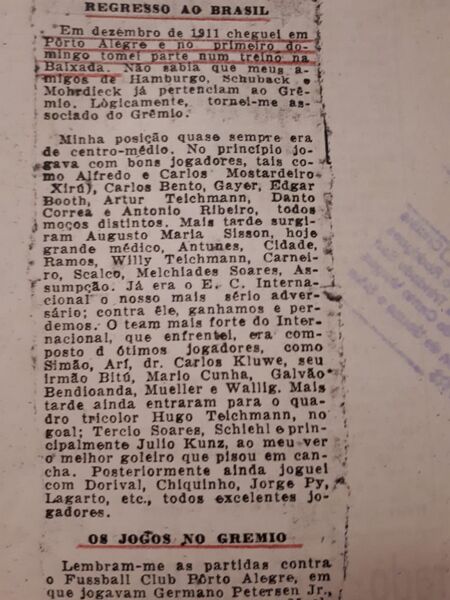 REGRESSO AO BRASIL
Em dezembro de 1911 cheguei em
Pôrto Alegre e no primeiro do-
mingo tomei parte num treino na
Baixada. Não sabia que meus a-
migos de Hamburgo, Schuback e
Mohrdieck já pertenciam ao Grê-
mio. Lògicamente, tornei-me as-
sociado do Grêmio.
Minha posição quase sempre era
de centro-médio. No princípio jo-
gava com bons jogadores, tais co-
mo Alfredo e Carlos Mostardeiro
Xirú), Carlos Bento, Gayer, Edgar
Booth, Artur Teichmann, Danto
Correa e Antonio Ribeiro, todos
moços distintos. Mais tarde surgi-
ram Augusto Maria Sisson, hoje
grande médico, Antunes, Cidade,
Ramos, Willy Teichmann, Carnei-
ro, Scalco, Melchiades Soares, As-
sumpção. Já era o E. C. Interna-
cional o nosso mais sério adver-
sário; contra êle, ganhamos e per-
demos. O team mais forte do Inter-
nacional, que enfrentei, era com-
posto d ótimos jogadores, como
Simão, Arf, dr. Carlos Kluwe, seu
irmão Bitú, Mario Cunha, Galvão
Bendioanda, Mueller e Wallig. Mais
tarde ainda entraram para o qua-
dro tricolor Hugo Teichmann, no
goal; Tercio Soares, Schiehl e prin-
cipalmente Julio Kunz, ao meu ver
o melhor goleiro que pisou em can-
cha. Posteriormente ainda joguei
com Dorival, Chiquinho, Jorge Py,
Lagarto, etc., todos excelentes jo-
gadores.
OS JOGOS NO GREMIO
Lembram-me as partidas contra
o Fussball Club Pôrto Alegre, em
que jogavam Germano Petersen Jr.,